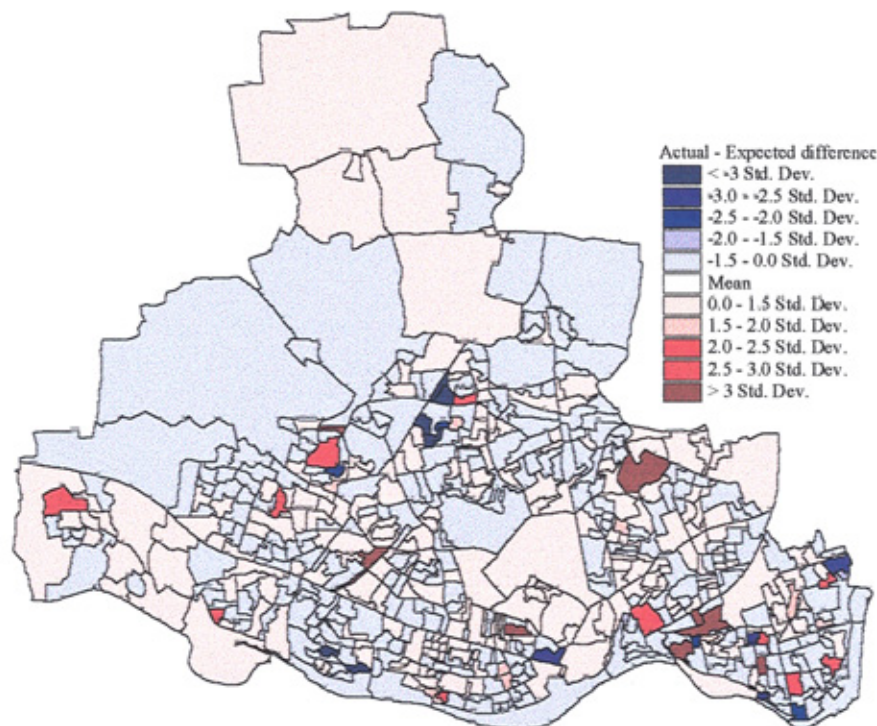 Actual - Expected difference
< -3 Std. Dev.
-3.0 - -2.5 Std. Dev.
-2.5 - -2.0 Std. Dev.
-2.0 - -1.5 Std. Dev.
-1.5 - 0.0 Std. Dev.
Mean
0.0 - 1.5 Std. Dev.
1.5 - 2.0 Std. Dev.
2.0 - 2.5 Std. Dev.
2.5 - 3.0 Std. Dev.
> 3 Std. Dev.